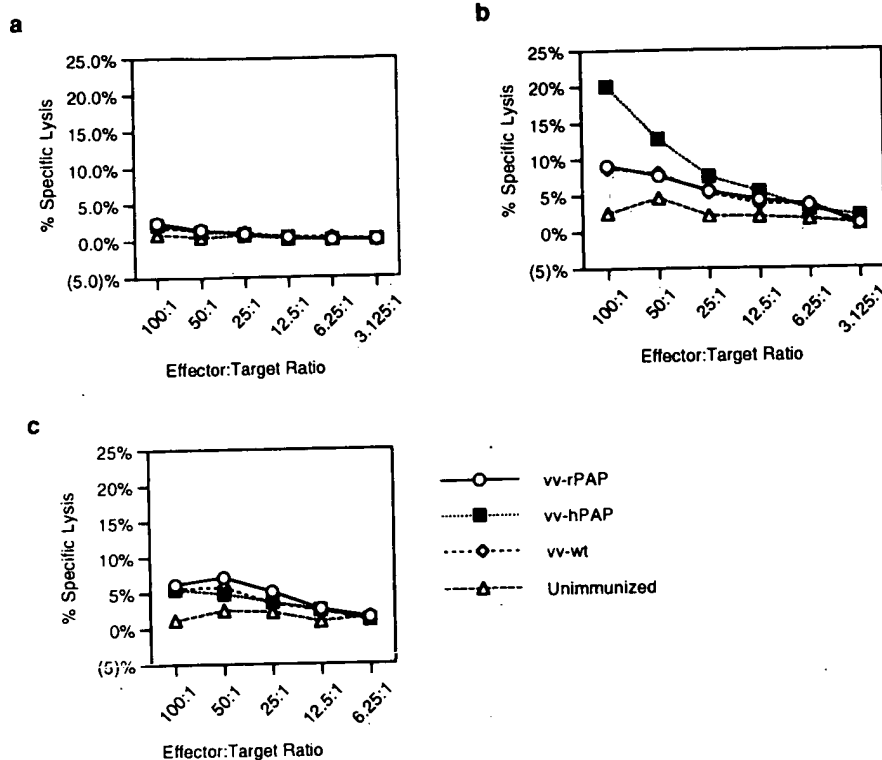 a
25.0%
20.0%
15.0%
10.0%
5.0%
0.0%
(5.0)%
% Specific Lysis
100:1
50:1
25:1
12.5:1
6.25:1
3.125:1
Effector:Target Ratio
b
25%
20%
15%
10%
5%
0%
(5)%
% Specific Lysis
100:1
50:1
25:1
12.5:1
6.25:1
3.125:1
Effector:Target Ratio
c
25%
20%
15%
10%
5%
0%
(5)%
% Specific Lysis
100:1
50:1
25:1
12.5:1
6.25:1
Effector:Target Ratio
vv-rPAP
vv-hPAP
vv-wt
Unimmunized